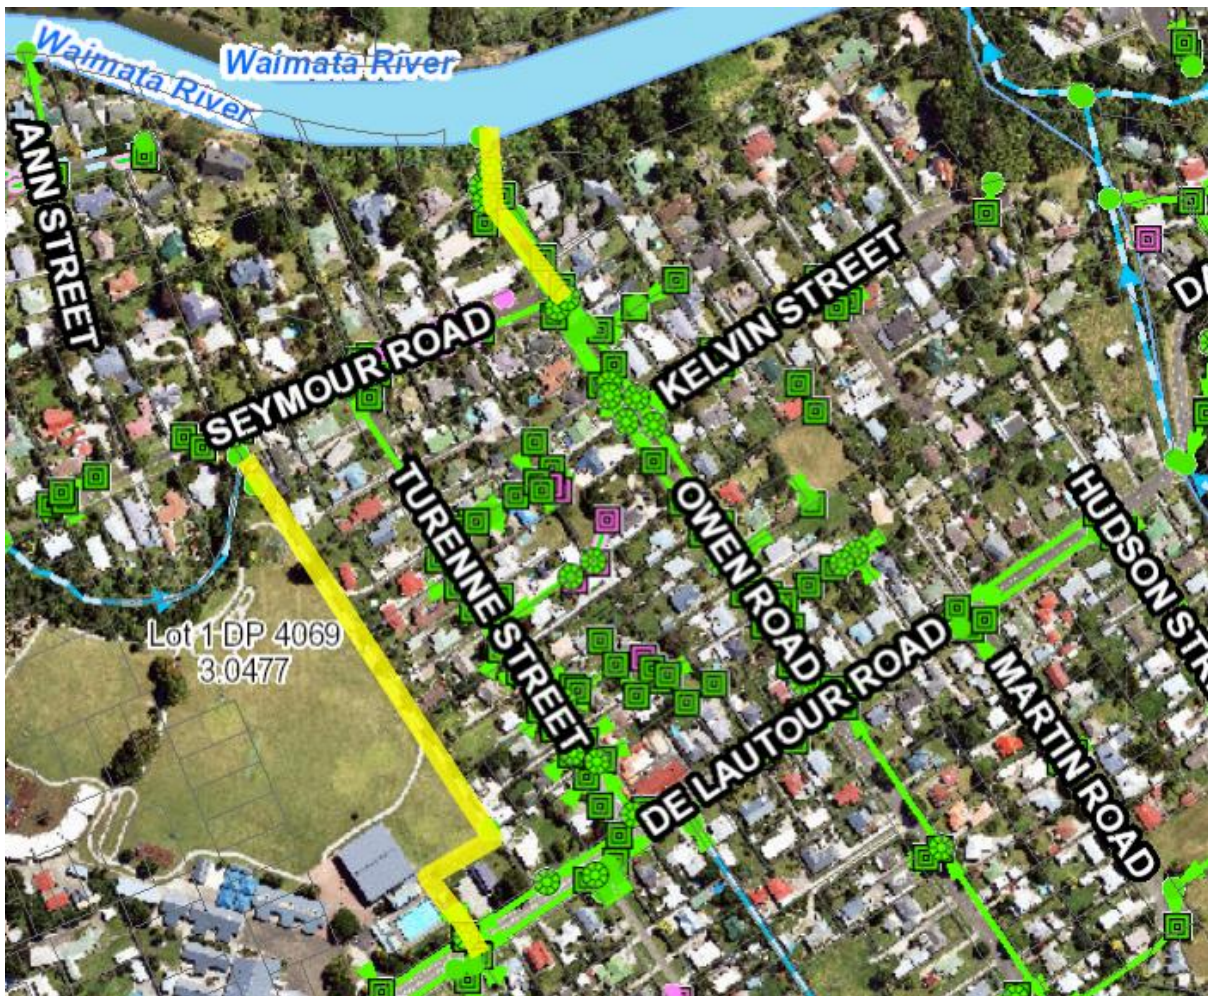 Waimata River
Waimata River
ANN STREET
SEYMOUR ROAD
KELVIN STREET
TURENNE STREET
OWEN ROAD
HUDSON
Lot 1 DP 4069
3.0477
DE LAUTOUR ROAD
MARTIN ROAD